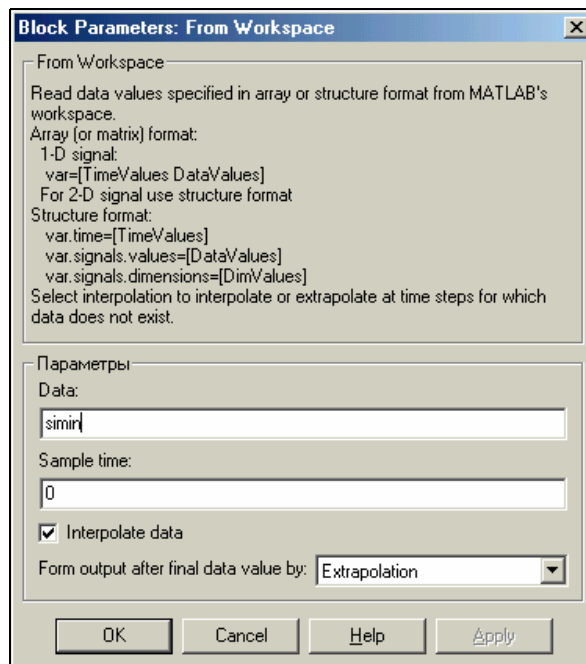 Block Parameters: From Workspace
From Workspace
Read data values specified in array or structure format from MATLAB's
workspace.
Array (or matrix) format:
1-D signal:
var=[TimeValues DataValues]
For 2-D signal use structure format
Structure format:
var.time=[TimeValues]
var.signals.values=[DataValues]
var.signals.dimensions=[DimValues]
Select interpolation to interpolate or extrapolate at time steps for which
data does not exist.
Параметры
Data:
simin
Sample time:
0
Interpolate data
Form output after final data value by: Extrapolation
OK Cancel Help Apply